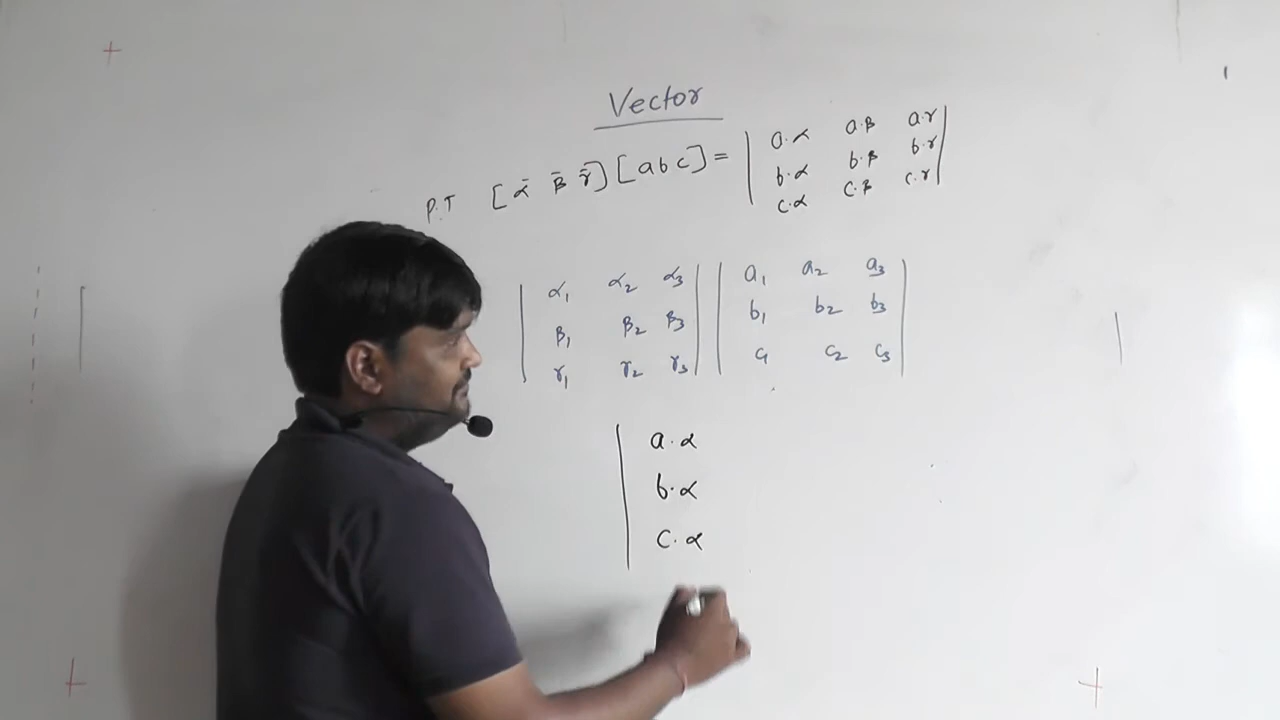 Vector
P.T [ᾱ β̄ γ̄] [a b c] = | a.α a.β a.γ |
| b.α b.β b.γ |
| c.α c.β c.γ |
| α₁ α₂ α₃ | | a₁ a₂ a₃ |
| β₁ β₂ β₃ | | b₁ b₂ b₃ |
| γ₁ γ₂ γ₃ | | c₁ c₂ c₃ |
| a.α
| b.α
| c.α